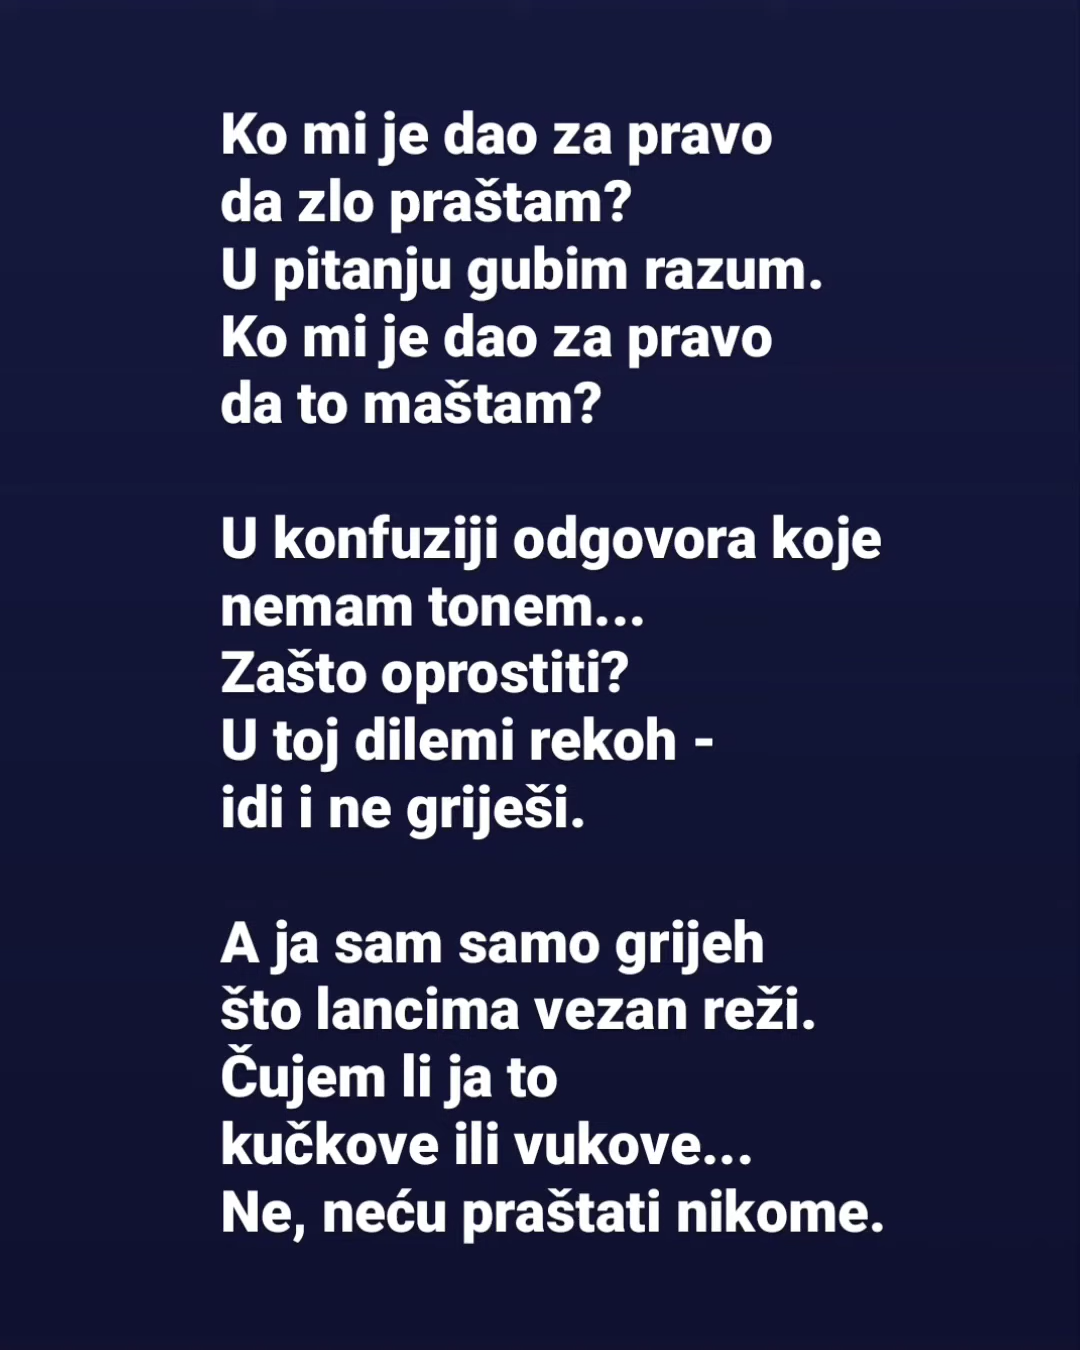 Ko mi je dao za pravo
da zlo praštam?
U pitanju gubim razum.
Ko mi je dao za pravo
da to maštam?
U konfuziji odgovora koje
nemam tonem...
Zašto oprostiti?
U toj dilemi rekoh -
idi i ne griješi.
A ja sam samo grijeh
što lancima vezan reži.
Čujem li ja to
kučkove ili vukove...
Ne, neću praštati nikome.